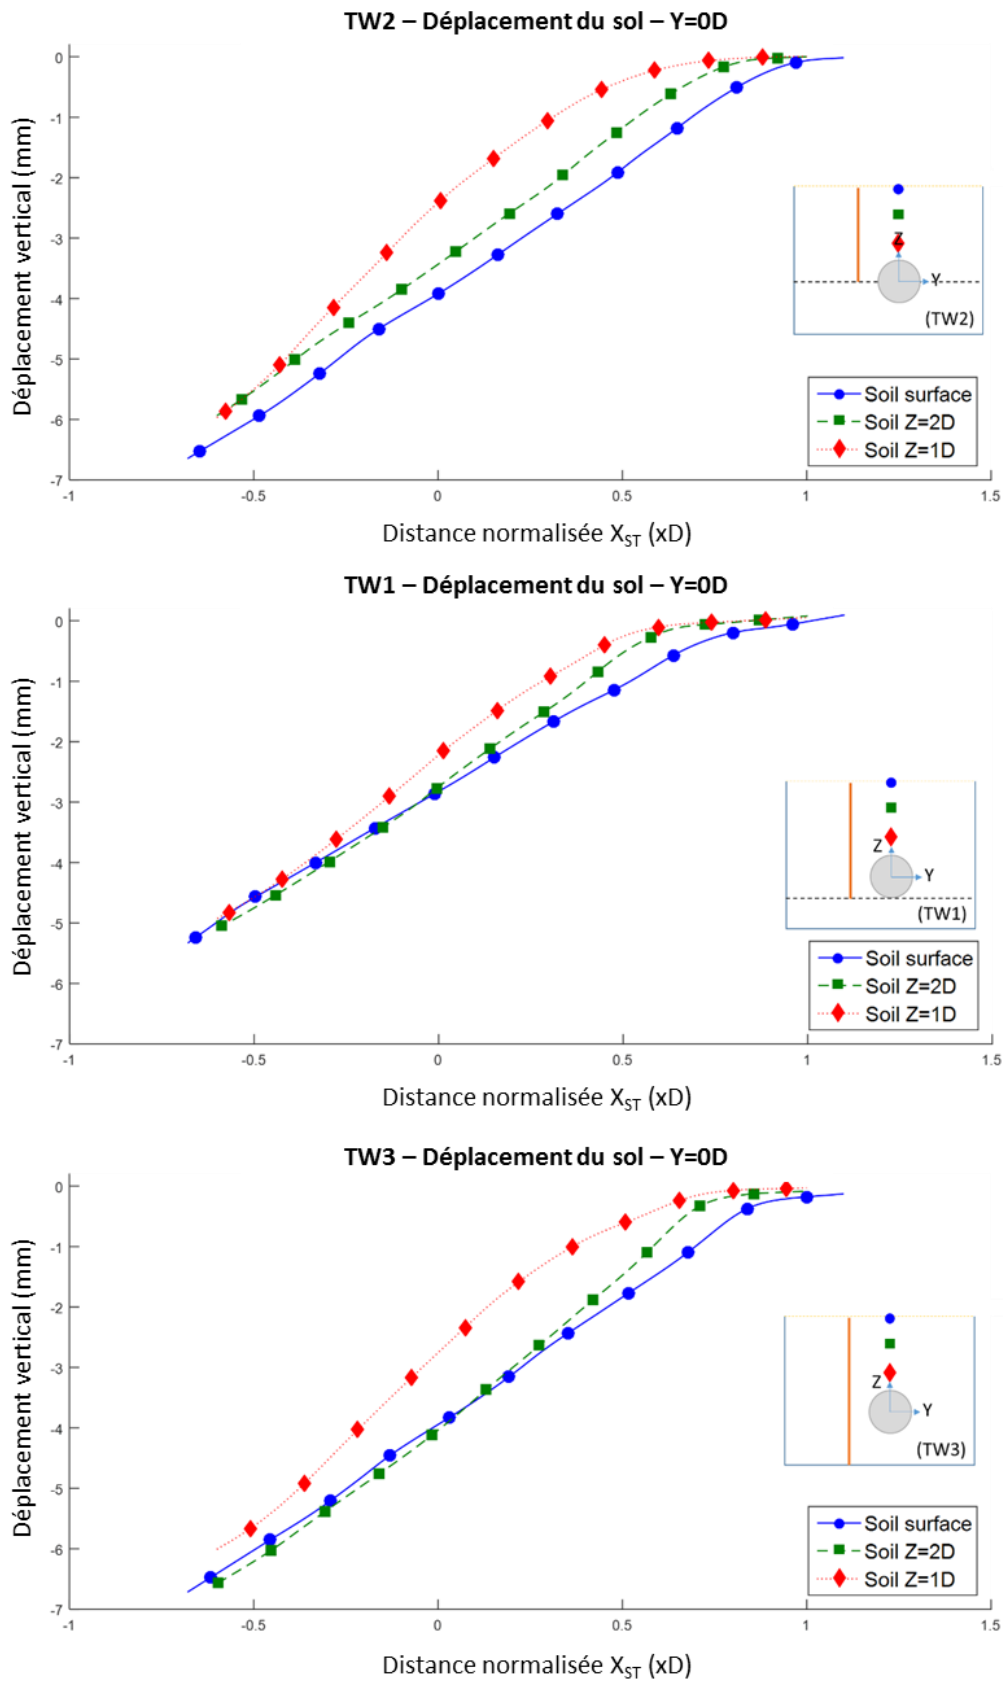 TW2 – Déplacement du sol – Y=0D
Déplacement vertical (mm)
0
-1
-2
-3
-4
-5
-6
-7
-1
-0.5
0
0.5
1
1.5
Distance normalisée X_ST (xD)
Z
Y
(TW2)
Soil surface
Soil Z=2D
Soil Z=1D
TW1 – Déplacement du sol – Y=0D
Déplacement vertical (mm)
0
-1
-2
-3
-4
-5
-6
-7
-1
-0.5
0
0.5
1
1.5
Distance normalisée X_ST (xD)
Z
Y
(TW1)
Soil surface
Soil Z=2D
Soil Z=1D
TW3 – Déplacement du sol – Y=0D
Déplacement vertical (mm)
0
-1
-2
-3
-4
-5
-6
-7
-1
-0.5
0
0.5
1
1.5
Distance normalisée X_ST (xD)
Z
Y
(TW3)
Soil surface
Soil Z=2D
Soil Z=1D